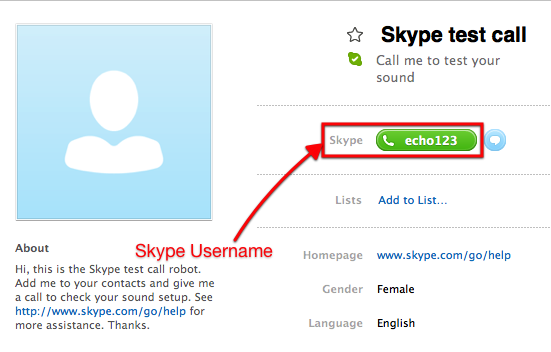 Skype test call
Call me to test your
sound
Skype echo123
Skype Username
Lists Add to List...
Homepage www.skype.com/go/help
Gender Female
Language English
About
Hi, this is the Skype test call robot.
Add me to your contacts and give me
a call to check your sound setup. See
http://www.skype.com/go/help for
more assistance. Thanks.